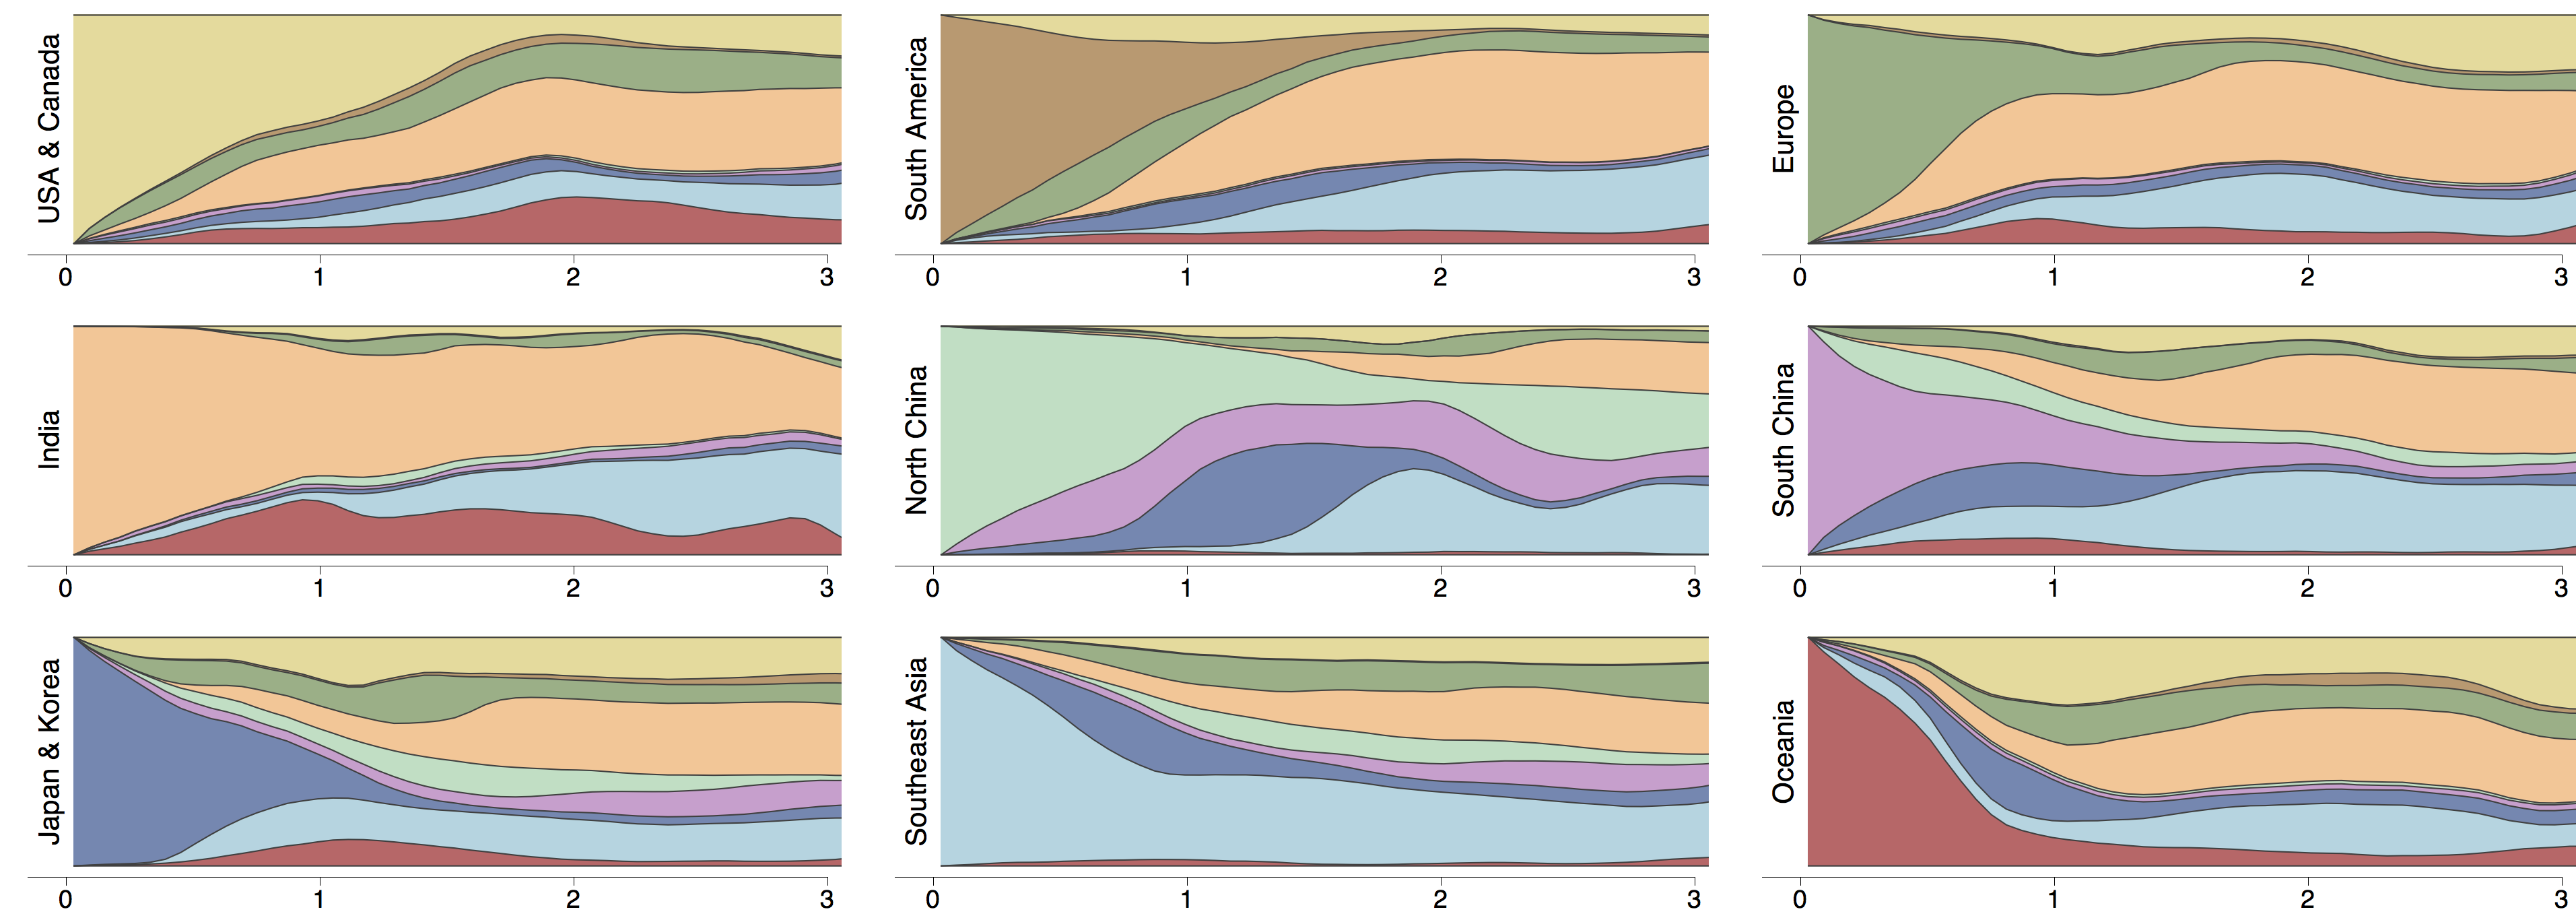 USA & Canada
0 1 2 3
South America
0 1 2 3
Europe
0 1 2 3
India
0 1 2 3
North China
0 1 2 3
South China
0 1 2 3
Japan & Korea
0 1 2 3
Southeast Asia
0 1 2 3
Oceania
0 1 2 3